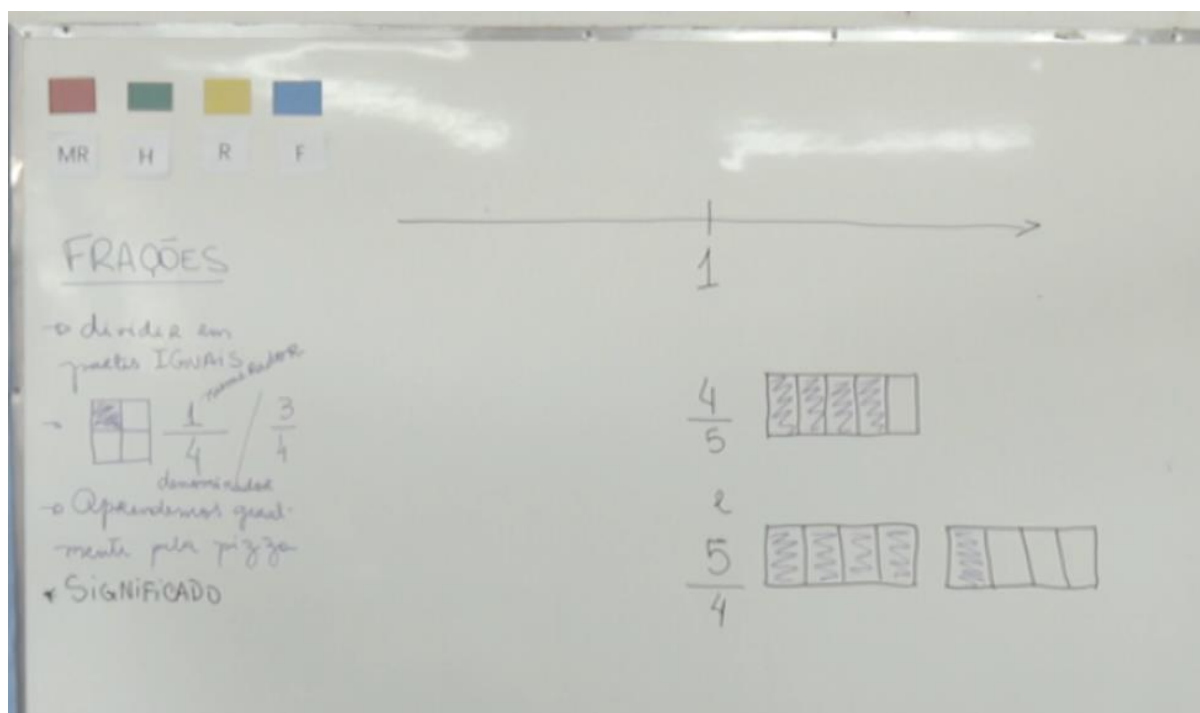 MR H R F
FRAÇÕES
→ dividir em
partes IGUAIS
numerador
- 1/4 / 3/4
denominador
→ Aprendemos geral-
mente pela pizza
* SIGNIFICADO
1
4/5
e
5/4